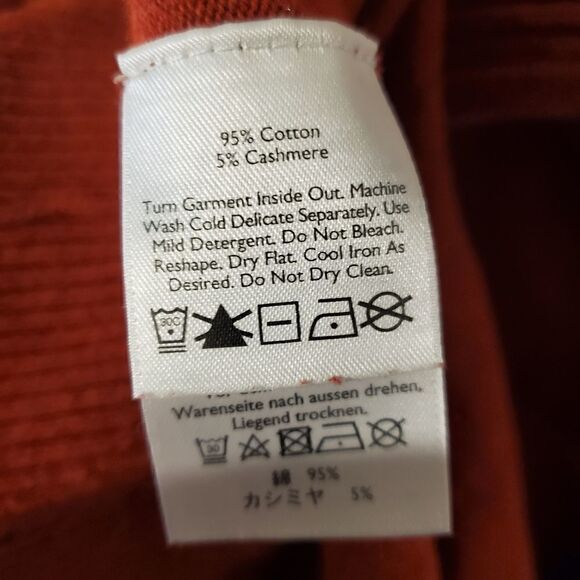 95% Cotton
5% Cashmere
Turn Garment Inside Out. Machine
Wash Cold Delicate Separately. Use
Mild Detergent. Do Not Bleach.
Reshape. Dry Flat. Cool Iron As
Desired. Do Not Dry Clean.
30C
Warenseite nach aussen drehen.
Liegend trocknen.
30
綿 95%
カシミヤ 5%